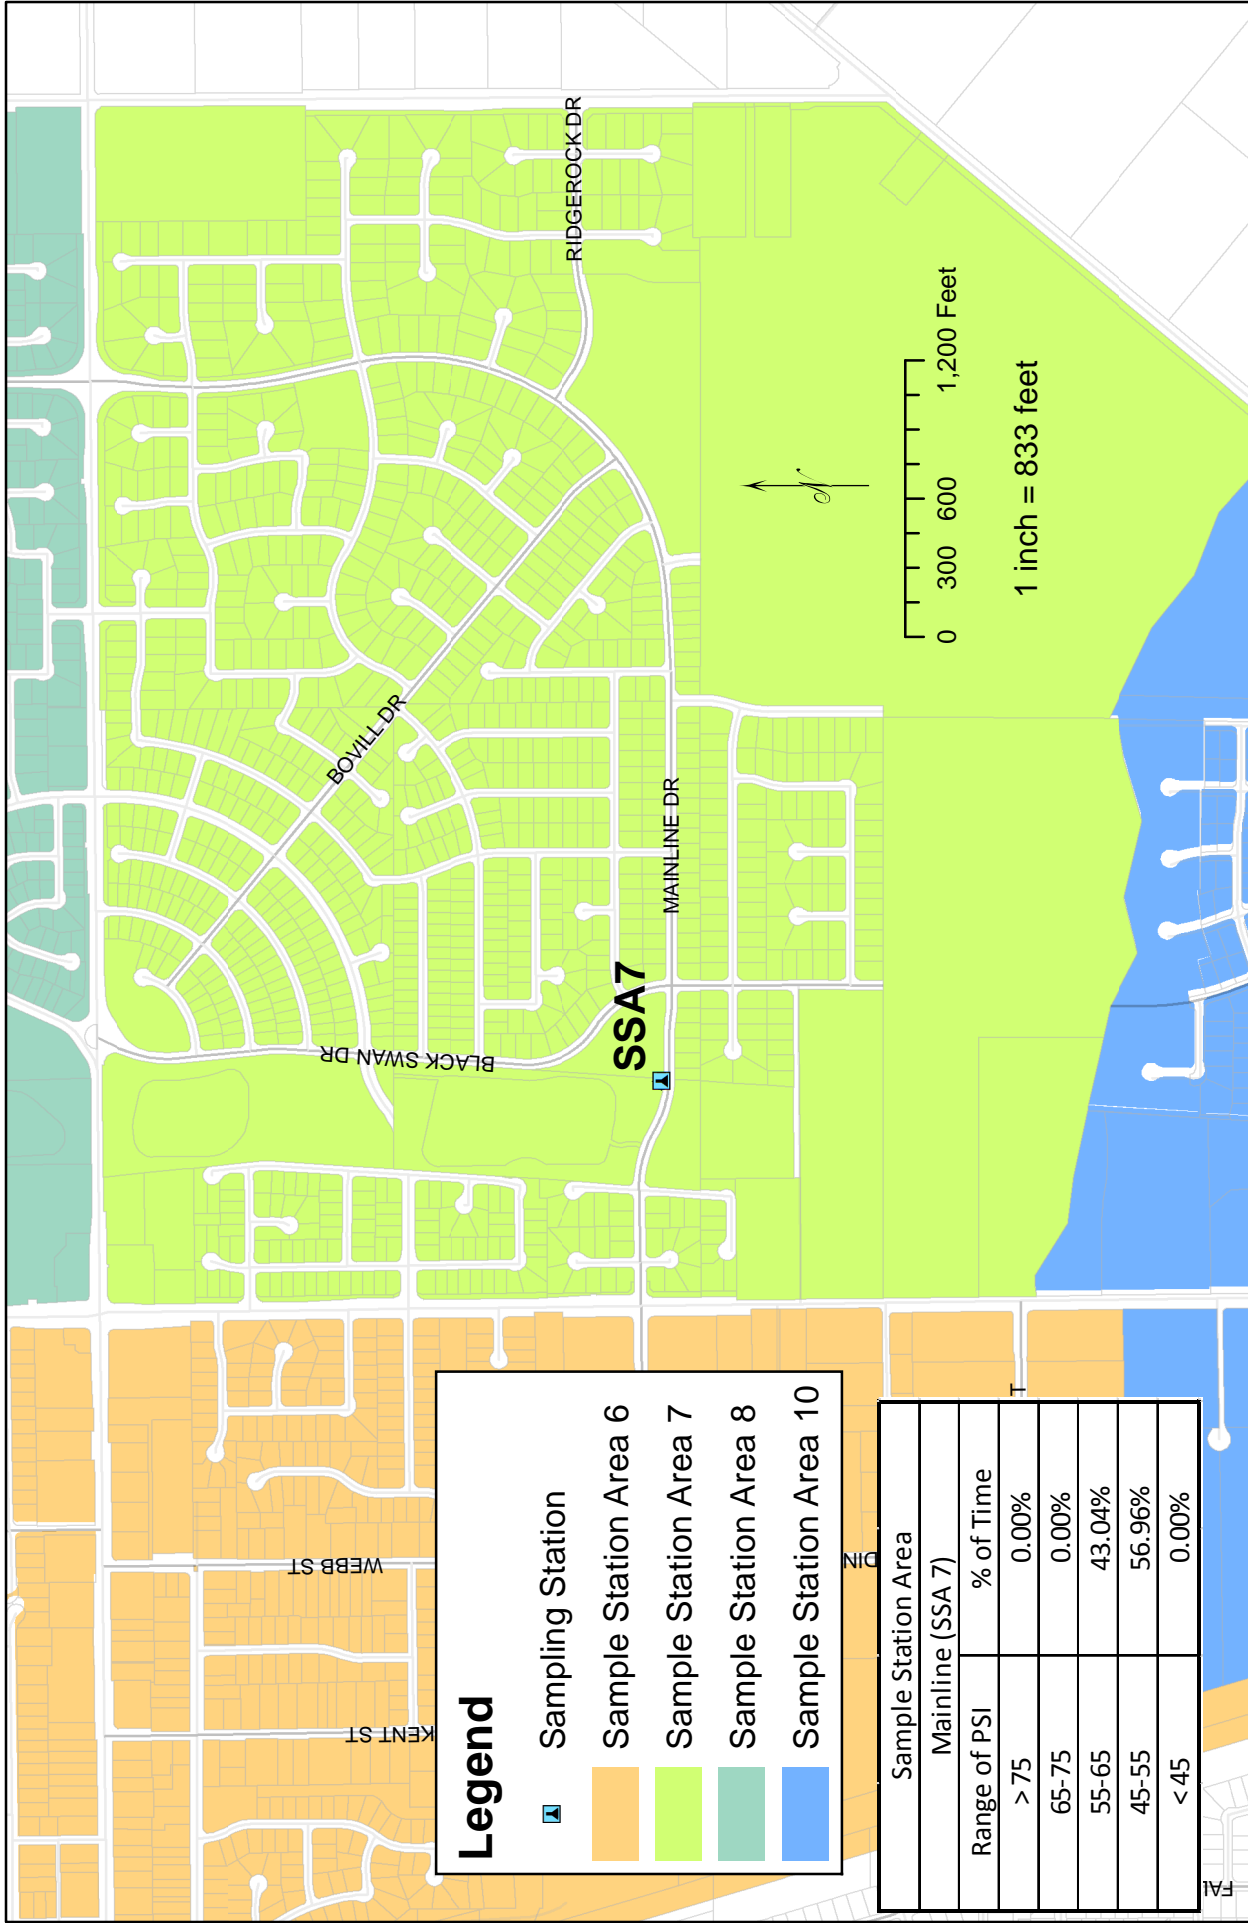 RIDGEROCK DR
BOVILL DR
BLACK SWAN DR
MAINLINE DR
SSA7
WEBB ST
KENT ST
DIN
T
FAI
N
0 300 600 1,200 Feet
1 inch = 833 feet
Legend
Sampling Station
Sample Station Area 6
Sample Station Area 7
Sample Station Area 8
Sample Station Area 10
Sample Station Area
Mainline (SSA 7)
Range of PSI % of Time
> 75 0.00%
65-75 0.00%
55-65 43.04%
45-55 56.96%
< 45 0.00%